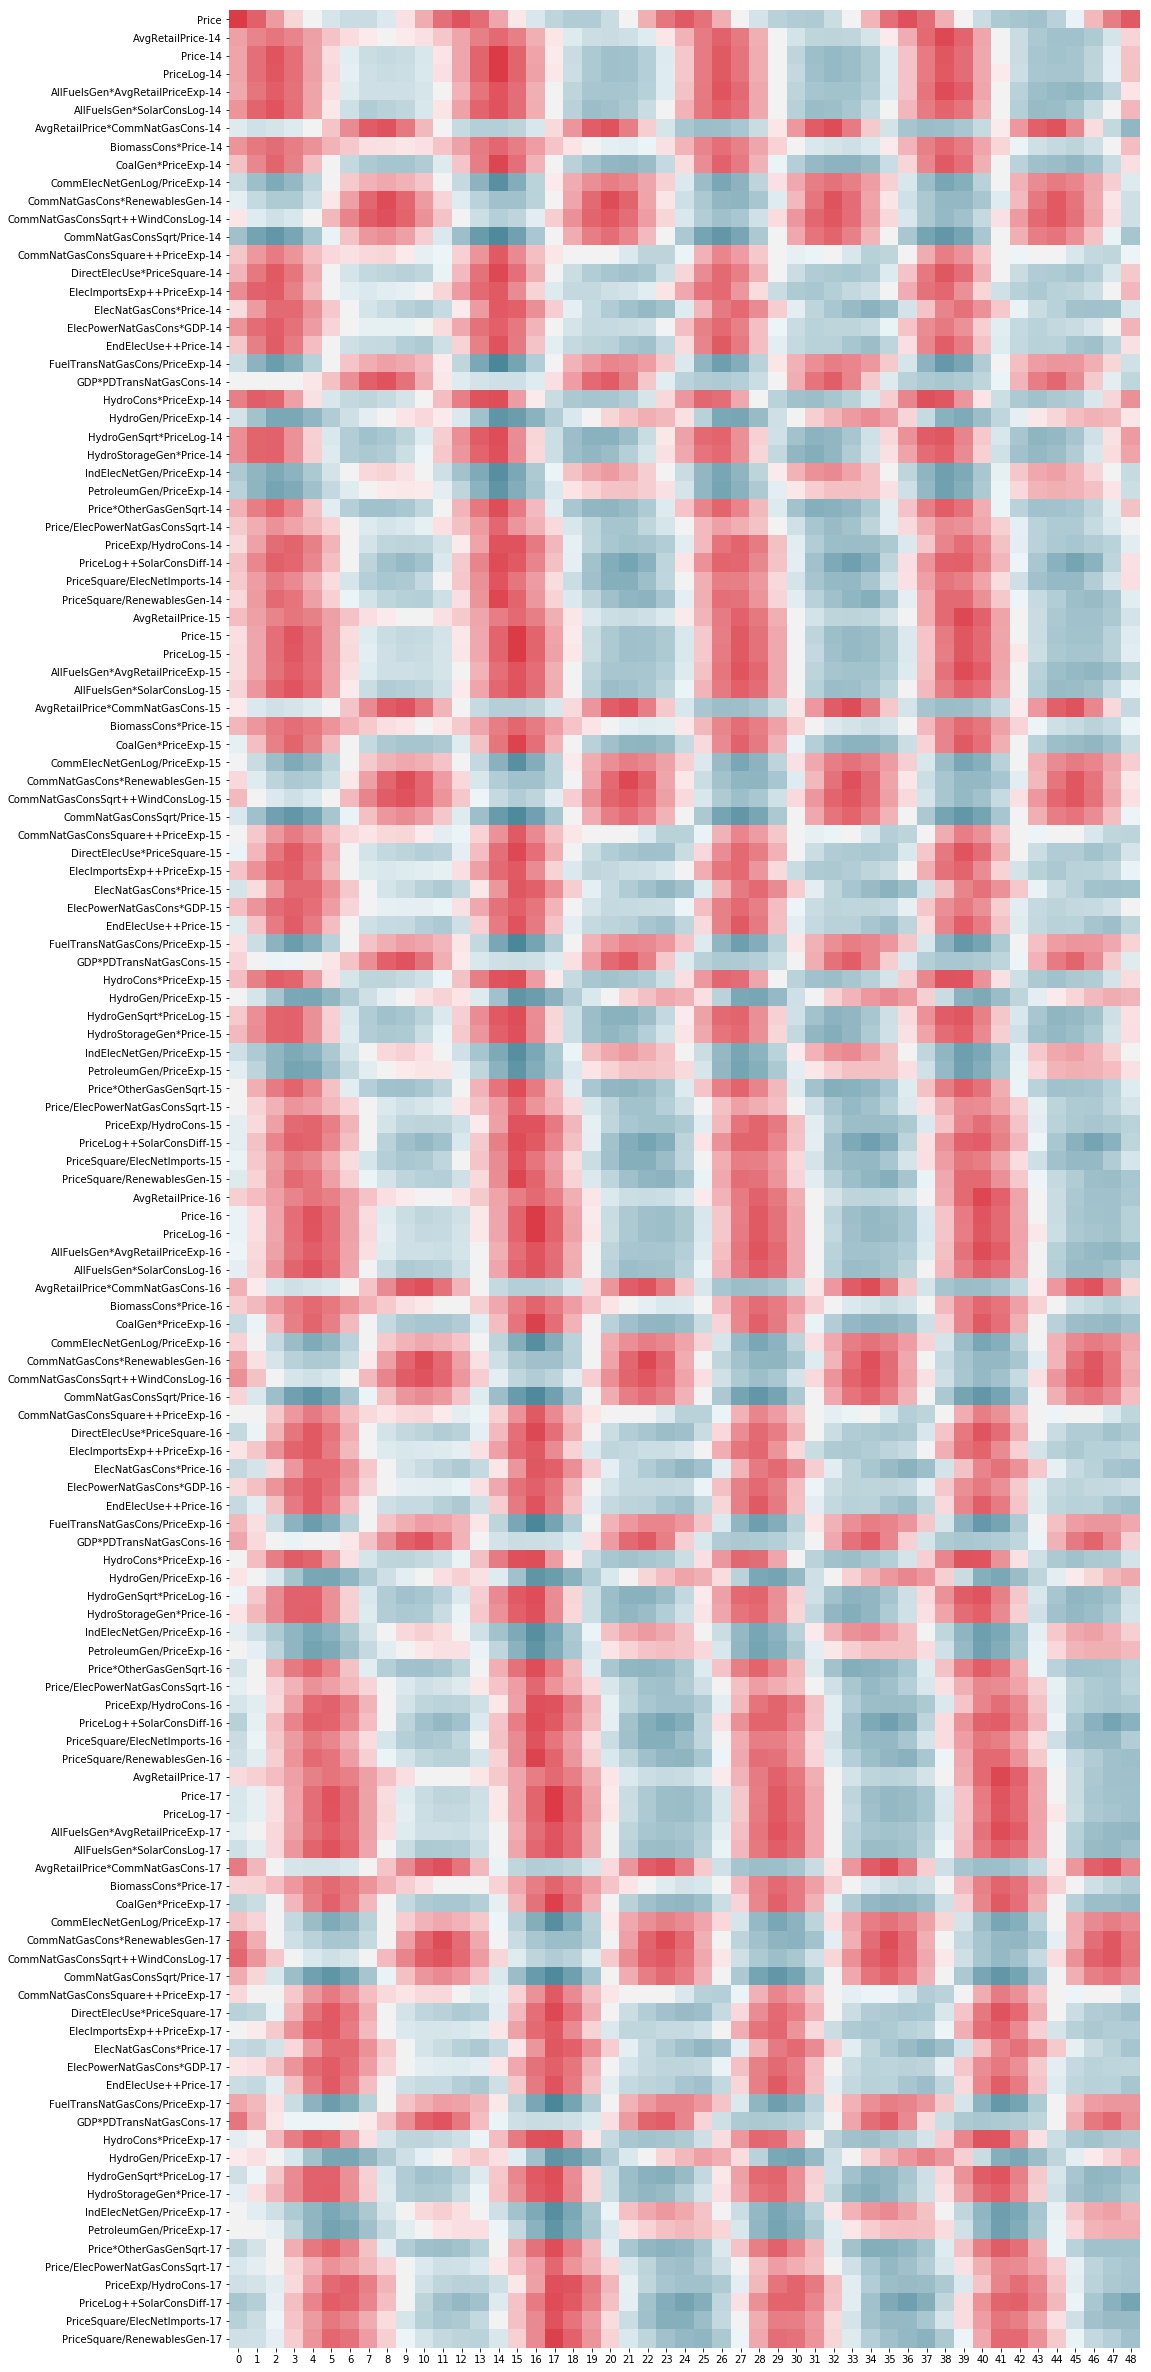 Price
AvgRetailPrice-14
Price-14
PriceLog-14
AllFuelsGen*AvgRetailPriceExp-14
AllFuelsGen*SolarConsLog-14
AvgRetailPrice*CommNatGasCons-14
BiomassCons*Price-14
CoalGen*PriceExp-14
CommElecNetGenLog/PriceExp-14
CommNatGasCons*RenewablesGen-14
CommNatGasConsSqrt++WindConsLog-14
CommNatGasConsSqrt/Price-14
CommNatGasConsSquare++PriceExp-14
DirectElecUse*PriceSquare-14
ElecImportsExp++PriceExp-14
ElecNatGasCons*Price-14
ElecPowerNatGasCons*GDP-14
EndElecUse++Price-14
FuelTransNatGasCons/PriceExp-14
GDP*PDTransNatGasCons-14
HydroCons*PriceExp-14
HydroGen/PriceExp-14
HydroGenSqrt*PriceLog-14
HydroStorageGen*Price-14
IndElecNetGen/PriceExp-14
PetroleumGen/PriceExp-14
Price*OtherGasGenSqrt-14
Price/ElecPowerNatGasConsSqrt-14
PriceExp/HydroCons-14
PriceLog++SolarConsDiff-14
PriceSquare/ElecNetImports-14
PriceSquare/RenewablesGen-14
AvgRetailPrice-15
Price-15
PriceLog-15
AllFuelsGen*AvgRetailPriceExp-15
AllFuelsGen*SolarConsLog-15
AvgRetailPrice*CommNatGasCons-15
BiomassCons*Price-15
CoalGen*PriceExp-15
CommElecNetGenLog/PriceExp-15
CommNatGasCons*RenewablesGen-15
CommNatGasConsSqrt++WindConsLog-15
CommNatGasConsSqrt/Price-15
CommNatGasConsSquare++PriceExp-15
DirectElecUse*PriceSquare-15
ElecImportsExp++PriceExp-15
ElecNatGasCons*Price-15
ElecPowerNatGasCons*GDP-15
EndElecUse++Price-15
FuelTransNatGasCons/PriceExp-15
GDP*PDTransNatGasCons-15
HydroCons*PriceExp-15
HydroGen/PriceExp-15
HydroGenSqrt*PriceLog-15
HydroStorageGen*Price-15
IndElecNetGen/PriceExp-15
PetroleumGen/PriceExp-15
Price*OtherGasGenSqrt-15
Price/ElecPowerNatGasConsSqrt-15
PriceExp/HydroCons-15
PriceLog++SolarConsDiff-15
PriceSquare/ElecNetImports-15
PriceSquare/RenewablesGen-15
AvgRetailPrice-16
Price-16
PriceLog-16
AllFuelsGen*AvgRetailPriceExp-16
AllFuelsGen*SolarConsLog-16
AvgRetailPrice*CommNatGasCons-16
BiomassCons*Price-16
CoalGen*PriceExp-16
CommElecNetGenLog/PriceExp-16
CommNatGasCons*RenewablesGen-16
CommNatGasConsSqrt++WindConsLog-16
CommNatGasConsSqrt/Price-16
CommNatGasConsSquare++PriceExp-16
DirectElecUse*PriceSquare-16
ElecImportsExp++PriceExp-16
ElecNatGasCons*Price-16
ElecPowerNatGasCons*GDP-16
EndElecUse++Price-16
FuelTransNatGasCons/PriceExp-16
GDP*PDTransNatGasCons-16
HydroCons*PriceExp-16
HydroGen/PriceExp-16
HydroGenSqrt*PriceLog-16
HydroStorageGen*Price-16
IndElecNetGen/PriceExp-16
PetroleumGen/PriceExp-16
Price*OtherGasGenSqrt-16
Price/ElecPowerNatGasConsSqrt-16
PriceExp/HydroCons-16
PriceLog++SolarConsDiff-16
PriceSquare/ElecNetImports-16
PriceSquare/RenewablesGen-16
AvgRetailPrice-17
Price-17
PriceLog-17
AllFuelsGen*AvgRetailPriceExp-17
AllFuelsGen*SolarConsLog-17
AvgRetailPrice*CommNatGasCons-17
BiomassCons*Price-17
CoalGen*PriceExp-17
CommElecNetGenLog/PriceExp-17
CommNatGasCons*RenewablesGen-17
CommNatGasConsSqrt++WindConsLog-17
CommNatGasConsSqrt/Price-17
CommNatGasConsSquare++PriceExp-17
DirectElecUse*PriceSquare-17
ElecImportsExp++PriceExp-17
ElecNatGasCons*Price-17
ElecPowerNatGasCons*GDP-17
EndElecUse++Price-17
FuelTransNatGasCons/PriceExp-17
GDP*PDTransNatGasCons-17
HydroCons*PriceExp-17
HydroGen/PriceExp-17
HydroGenSqrt*PriceLog-17
HydroStorageGen*Price-17
IndElecNetGen/PriceExp-17
PetroleumGen/PriceExp-17
Price*OtherGasGenSqrt-17
Price/ElecPowerNatGasConsSqrt-17
PriceExp/HydroCons-17
PriceLog++SolarConsDiff-17
PriceSquare/ElecNetImports-17
PriceSquare/RenewablesGen-17
0 1 2 3 4 5 6 7 8 9 10 11 12 13 14 15 16 17 18 19 20 21 22 23 24 25 26 27 28 29 30 31 32 33 34 35 36 37 38 39 40 41 42 43 44 45 46 47 48